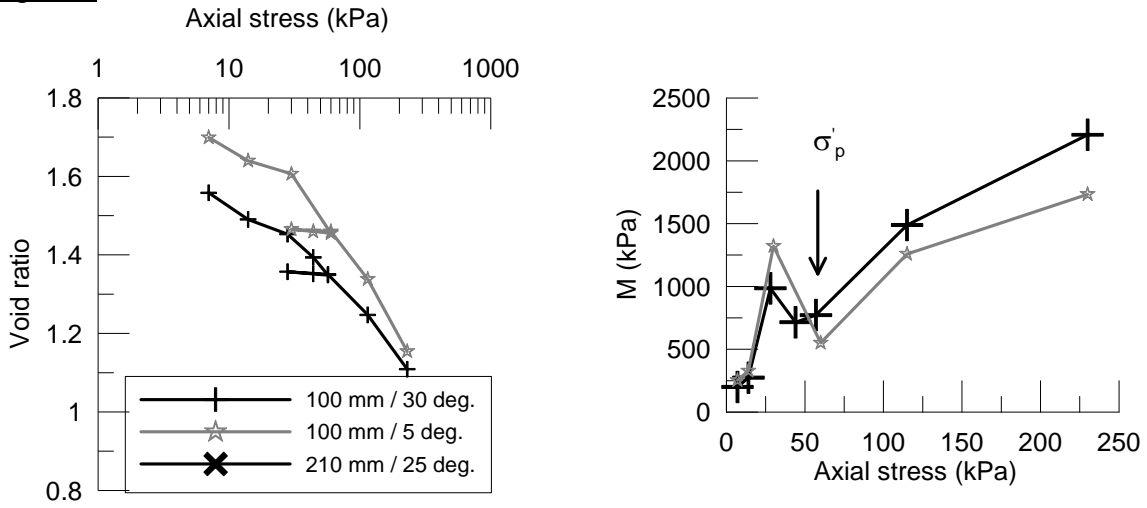 Axial stress (kPa)
1 10 100 1000
1.8
1.6
1.4
1.2
1
0.8
Void ratio
100 mm / 30 deg.
100 mm / 5 deg.
210 mm / 25 deg.
2500
2000
1500
1000
500
0
M (kPa)
σ'p
0 50 100 150 200 250
Axial stress (kPa)